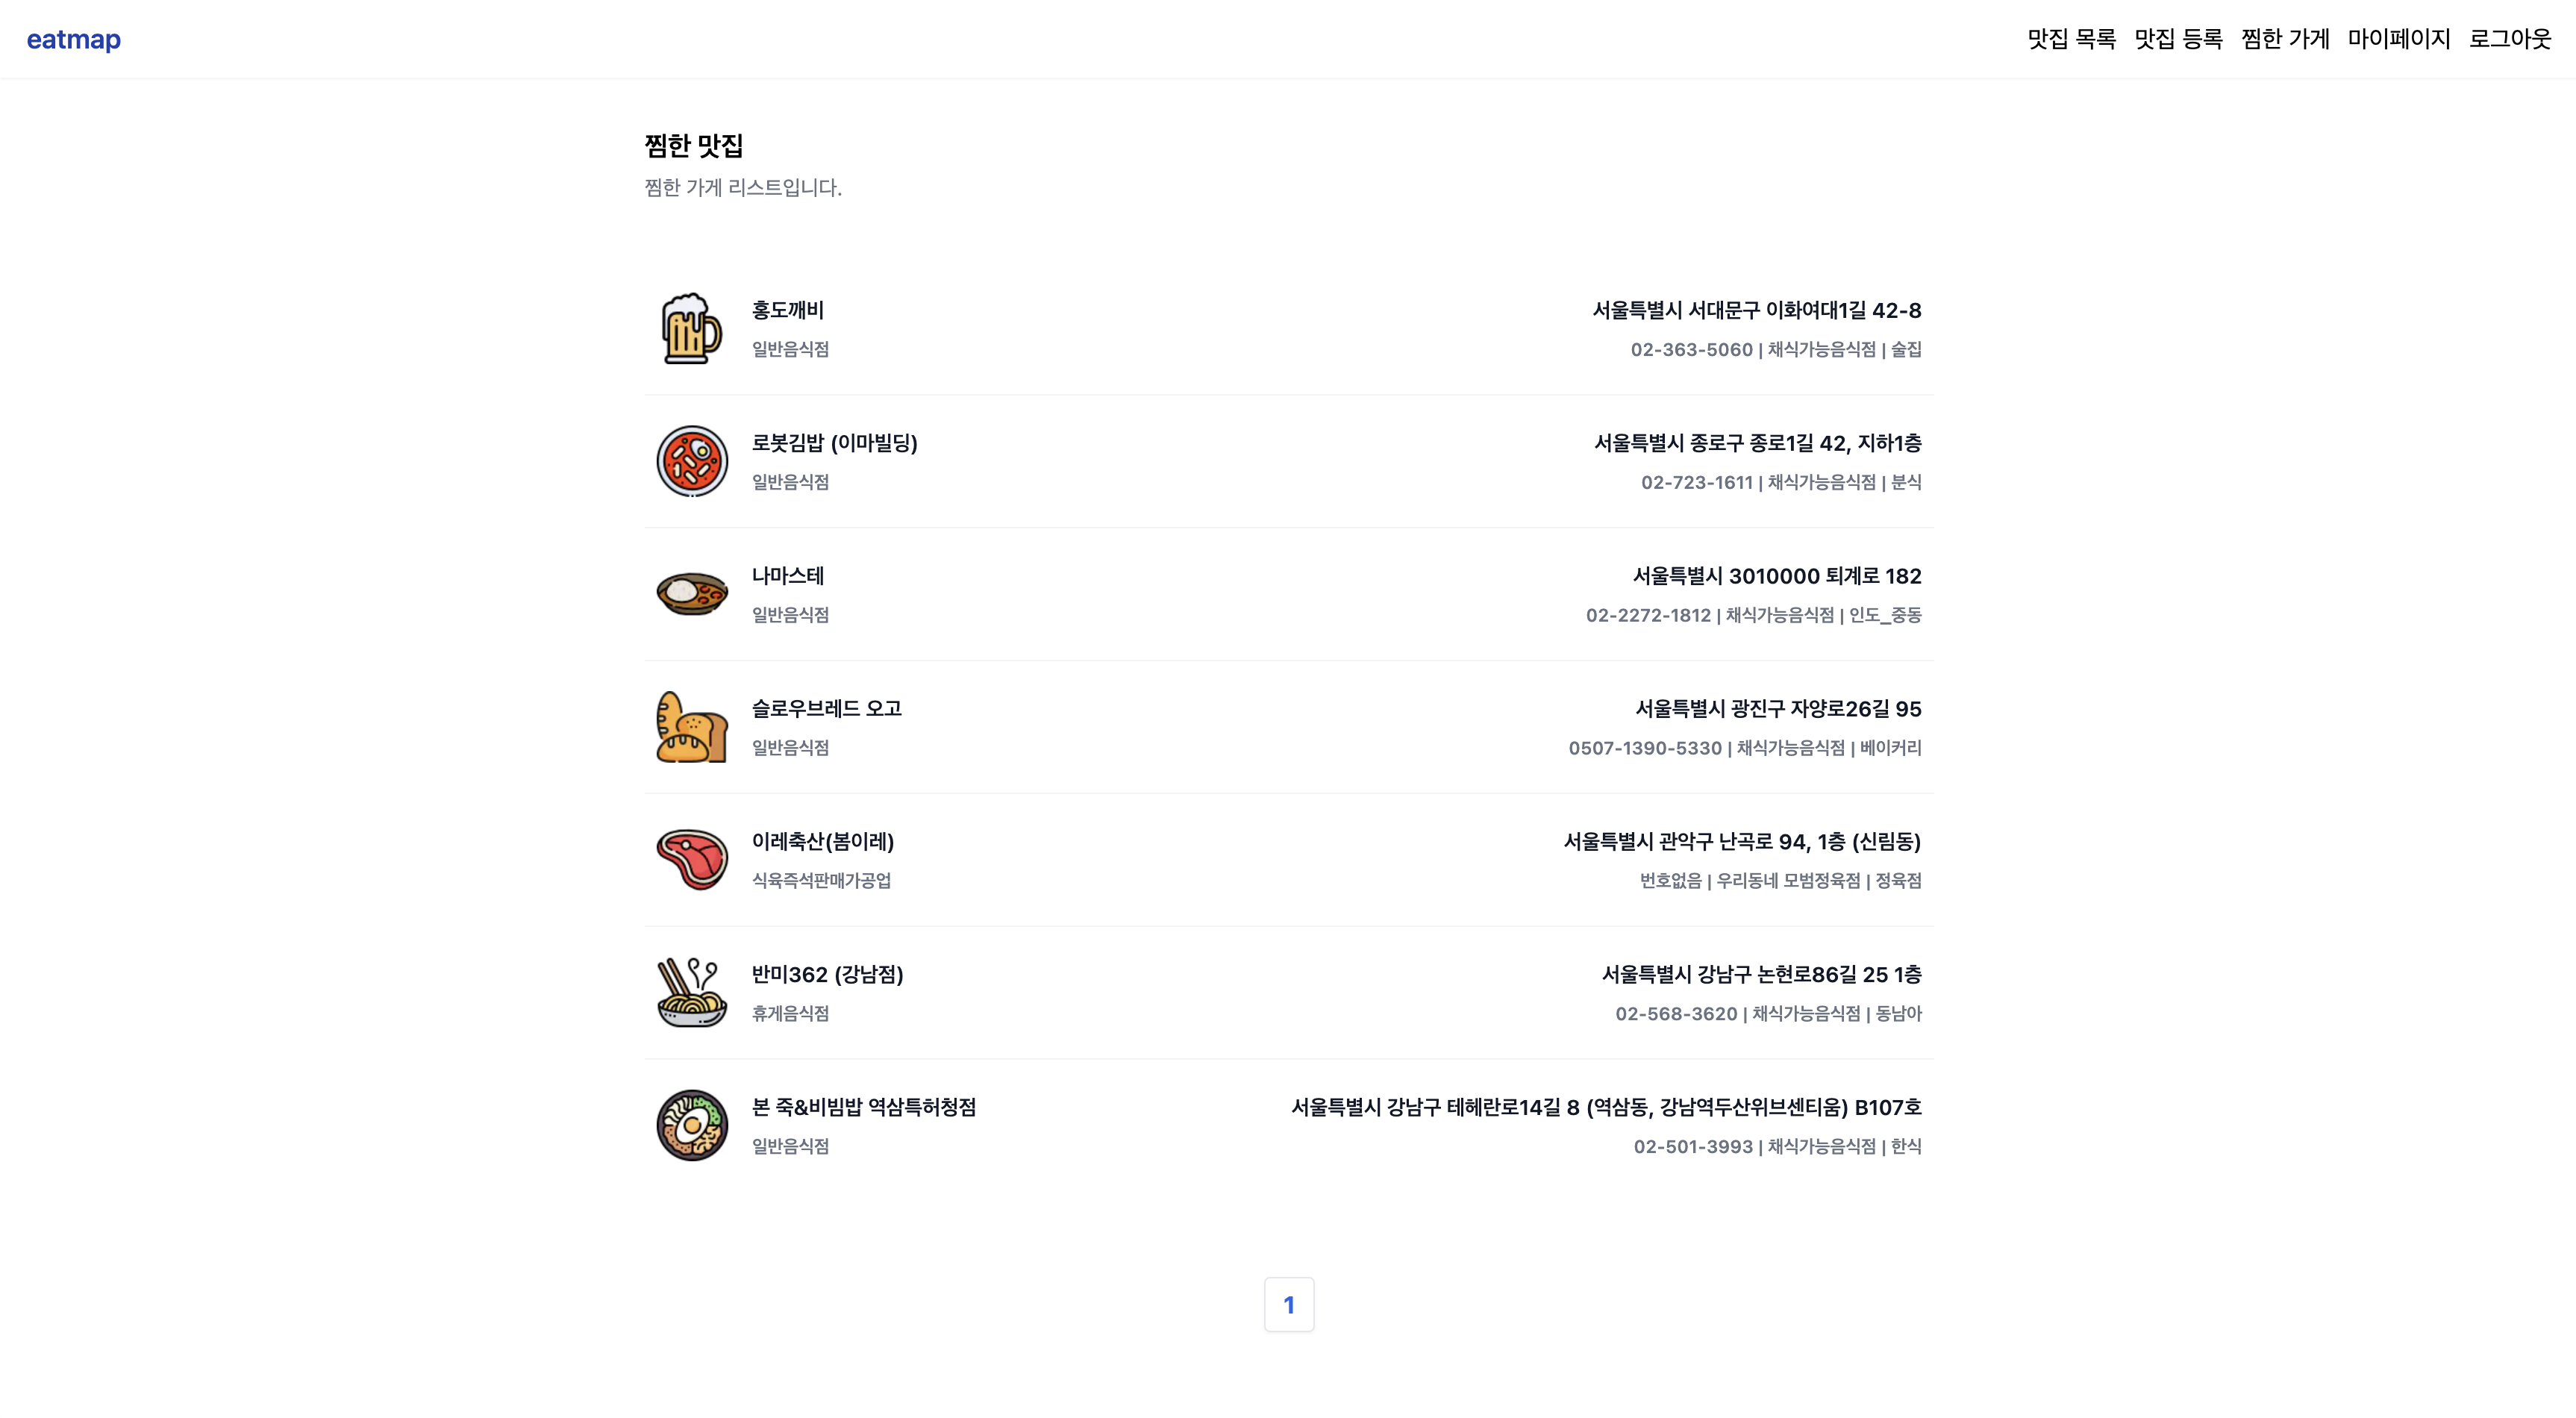 eatmap
맛집 목록 맛집 등록 찜한 가게 마이페이지 로그아웃
찜한 맛집
찜한 가게 리스트입니다.
홍도깨비
서울특별시 서대문구 이화여대1길 42-8
일반음식점
02-363-5060 | 채식가능음식점 | 술집
로봇김밥 (이마빌딩)
서울특별시 종로구 종로1길 42, 지하1층
일반음식점
02-723-1611 | 채식가능음식점 | 분식
나마스테
서울특별시 3010000 퇴계로 182
일반음식점
02-2272-1812 | 채식가능음식점 | 인도_중동
슬로우브레드 오고
서울특별시 광진구 자양로26길 95
일반음식점
0507-1390-5330 | 채식가능음식점 | 베이커리
이레축산(봄이레)
서울특별시 관악구 난곡로 94, 1층 (신림동)
식육즉석판매가공업
번호없음 | 우리동네 모범정육점 | 정육점
반미362 (강남점)
서울특별시 강남구 논현로86길 25 1층
휴게음식점
02-568-3620 | 채식가능음식점 | 동남아
본 죽&비빔밥 역삼특허청점
서울특별시 강남구 테헤란로14길 8 (역삼동, 강남역두산위브센티움) B107호
일반음식점
02-501-3993 | 채식가능음식점 | 한식
1